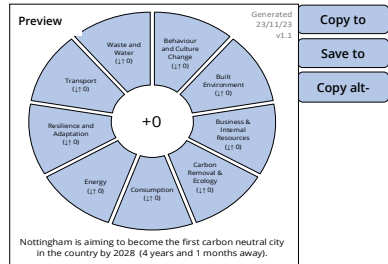 Preview
Generated
23/11/23
v1.1
Copy to
Save to
Copy alt-
Waste and
Water
(↓↑ 0)
Behaviour
and Culture
Change
(↓↑ 0)
Built
Environment
(↓↑ 0)
Business &
Internal
Resources
(↓↑ 0)
Carbon
Removal &
Ecology
(↓↑ 0)
Consumption
(↓↑ 0)
Energy
(↓↑ 0)
Resilience and
Adaptation
(↓↑ 0)
Transport
(↓↑ 0)
+0
Nottingham is aiming to become the first carbon neutral city
in the country by 2028 (4 years and 1 months away).